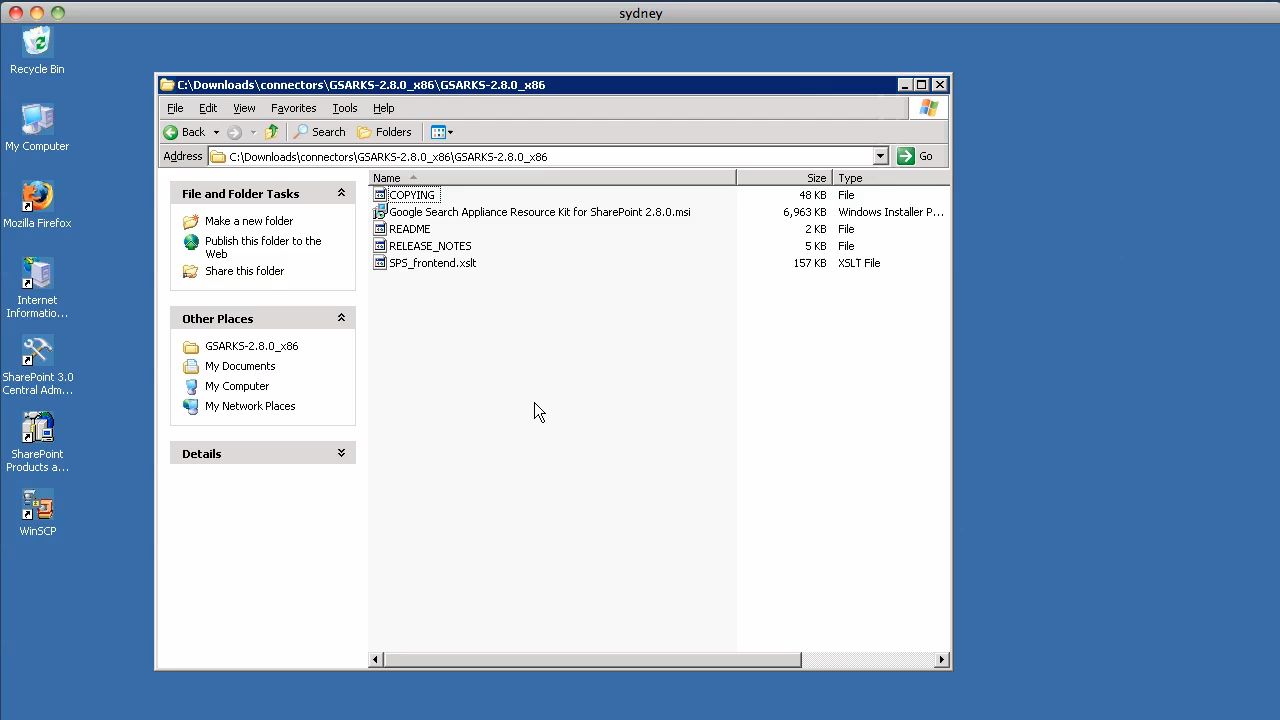 sydney
Recycle Bin
My Computer
Mozilla Firefox
Internet
Informatio...
SharePoint 3.0
Central Adm...
SharePoint
Products a...
WinSCP
C:\Downloads\connectors\GSARKS-2.8.0_x86\GSARKS-2.8.0_x86
File Edit View Favorites Tools Help
Back Search Folders
Address C:\Downloads\connectors\GSARKS-2.8.0_x86\GSARKS-2.8.0_x86 Go
File and Folder Tasks
Make a new folder
Publish this folder to the
Web
Share this folder
Other Places
GSARKS-2.8.0_x86
My Documents
My Computer
My Network Places
Details
Name Size Type
COPYING 48 KB File
Google Search Appliance Resource Kit for SharePoint 2.8.0.msi 6,963 KB Windows Installer P...
README 2 KB File
RELEASE_NOTES 5 KB File
SPS_frontend.xslt 157 KB XSLT File